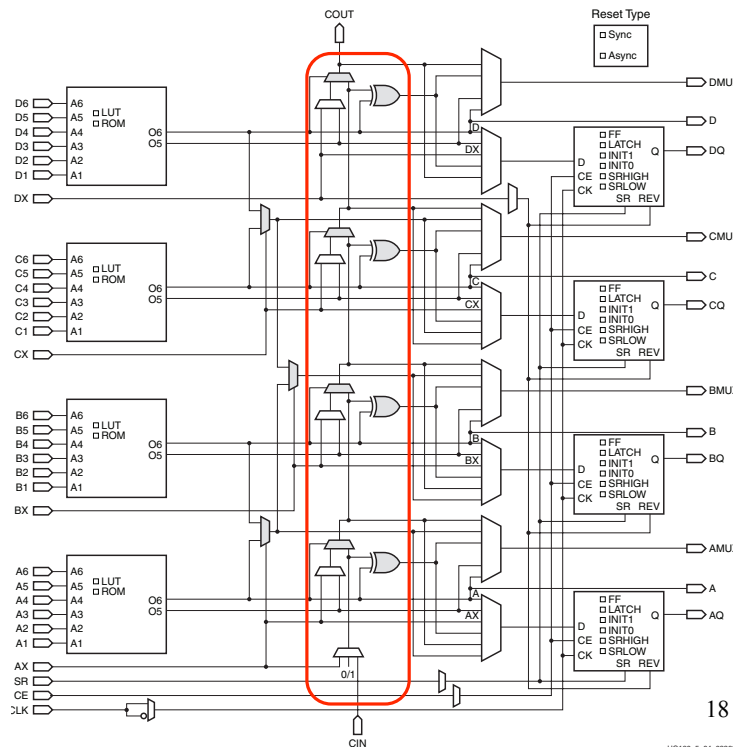 COUT
Reset Type
Sync
Async
DMU
D6
D5
D4
D3
D2
D1
A6
A5
A4
A3
A2
A1
LUT
ROM
O6
O5
D
DX
D
DX
D
CE
CK
FF
LATCH
INIT1
INIT0
SRHIGH
SRLOW
SR REV
Q
DQ
CMU
C6
C5
C4
C3
C2
C1
A6
A5
A4
A3
A2
A1
LUT
ROM
O6
O5
C
CX
C
CX
D
CE
CK
FF
LATCH
INIT1
INIT0
SRHIGH
SRLOW
SR REV
Q
CQ
BMU
B6
B5
B4
B3
B2
B1
A6
A5
A4
A3
A2
A1
LUT
ROM
O6
O5
B
BX
B
BX
D
CE
CK
FF
LATCH
INIT1
INIT0
SRHIGH
SRLOW
SR REV
Q
BQ
AMU
A6
A5
A4
A3
A2
A1
A6
A5
A4
A3
A2
A1
LUT
ROM
O6
O5
A
AX
A
AX
0/1
D
CE
CK
FF
LATCH
INIT1
INIT0
SRHIGH
SRLOW
SR REV
Q
AQ
SR
CE
CLK
CIN
18